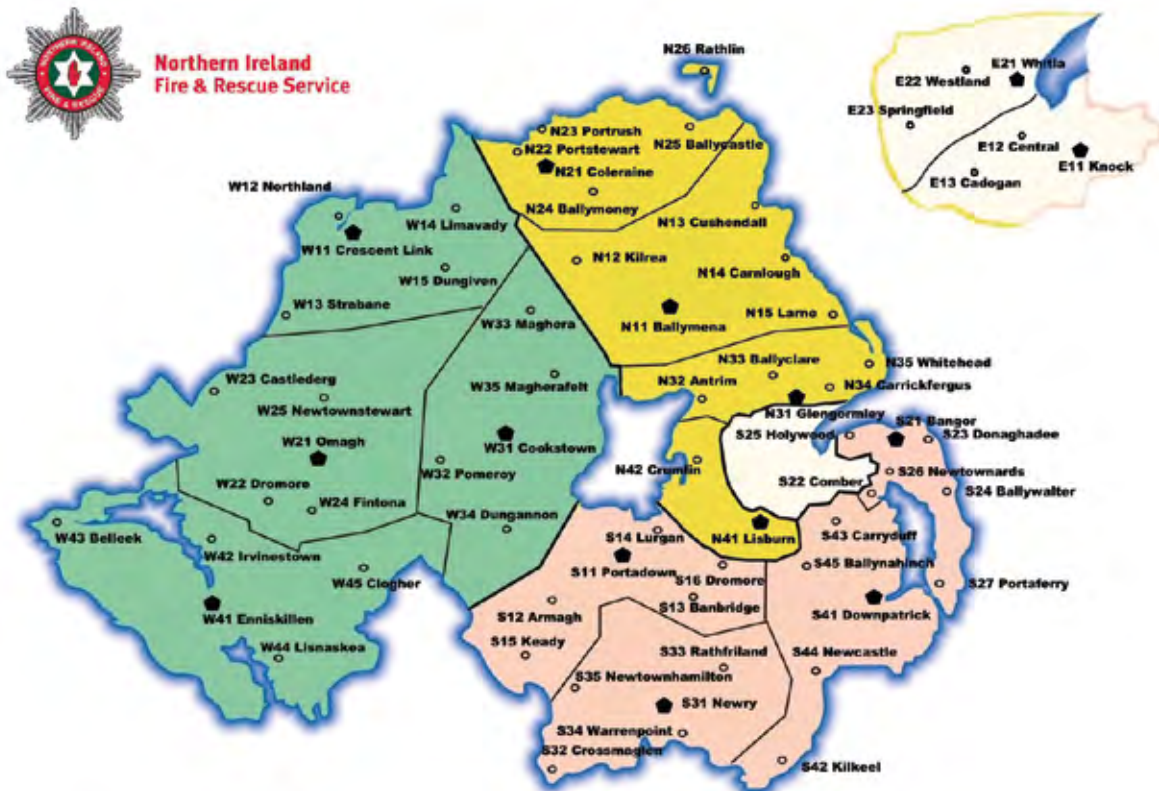 Northern Ireland
Fire & Rescue Service
NORTHERN IRELAND
FIRE & RESCUE
N26 Rathlin
E21 Whitla
E22 Westland
E23 Springfield
E12 Central
E11 Knock
E13 Cadogan
N23 Portrush
N22 Portstewart
N25 Ballycastle
N21 Coleraine
N24 Ballymoney
N13 Cushendall
W12 Northland
W14 Limavady
W11 Crescent Link
N12 Kilrea
N14 Carnlough
W15 Dungiven
W13 Strabane
W33 Maghera
N15 Larne
N11 Ballymena
N33 Ballyclare
N35 Whitehead
W23 Castlederg
W35 Magherafelt
N32 Antrim
N34 Carrickfergus
W25 Newtownstewart
N31 Glengormley
S21 Bangor
W21 Omagh
W31 Cookstown
S25 Holywood
S23 Donaghadee
W32 Pomeroy
N42 Crumlin
S26 Newtownards
W22 Dromore
S22 Comber
S24 Ballywalter
W24 Fintona
W34 Dungannon
W43 Belleek
S14 Lurgan
N41 Lisburn
S43 Carryduff
W42 Irvinestown
W45 Clogher
S11 Portadown
S16 Dromore
S45 Ballynahinch
S27 Portaferry
S13 Banbridge
W41 Enniskillen
S12 Armagh
S41 Downpatrick
S15 Keady
W44 Lisnaskea
S33 Rathfriland
S44 Newcastle
S35 Newtownhamilton
S31 Newry
S34 Warrenpoint
S32 Crossmaglen
S42 Kilkeel